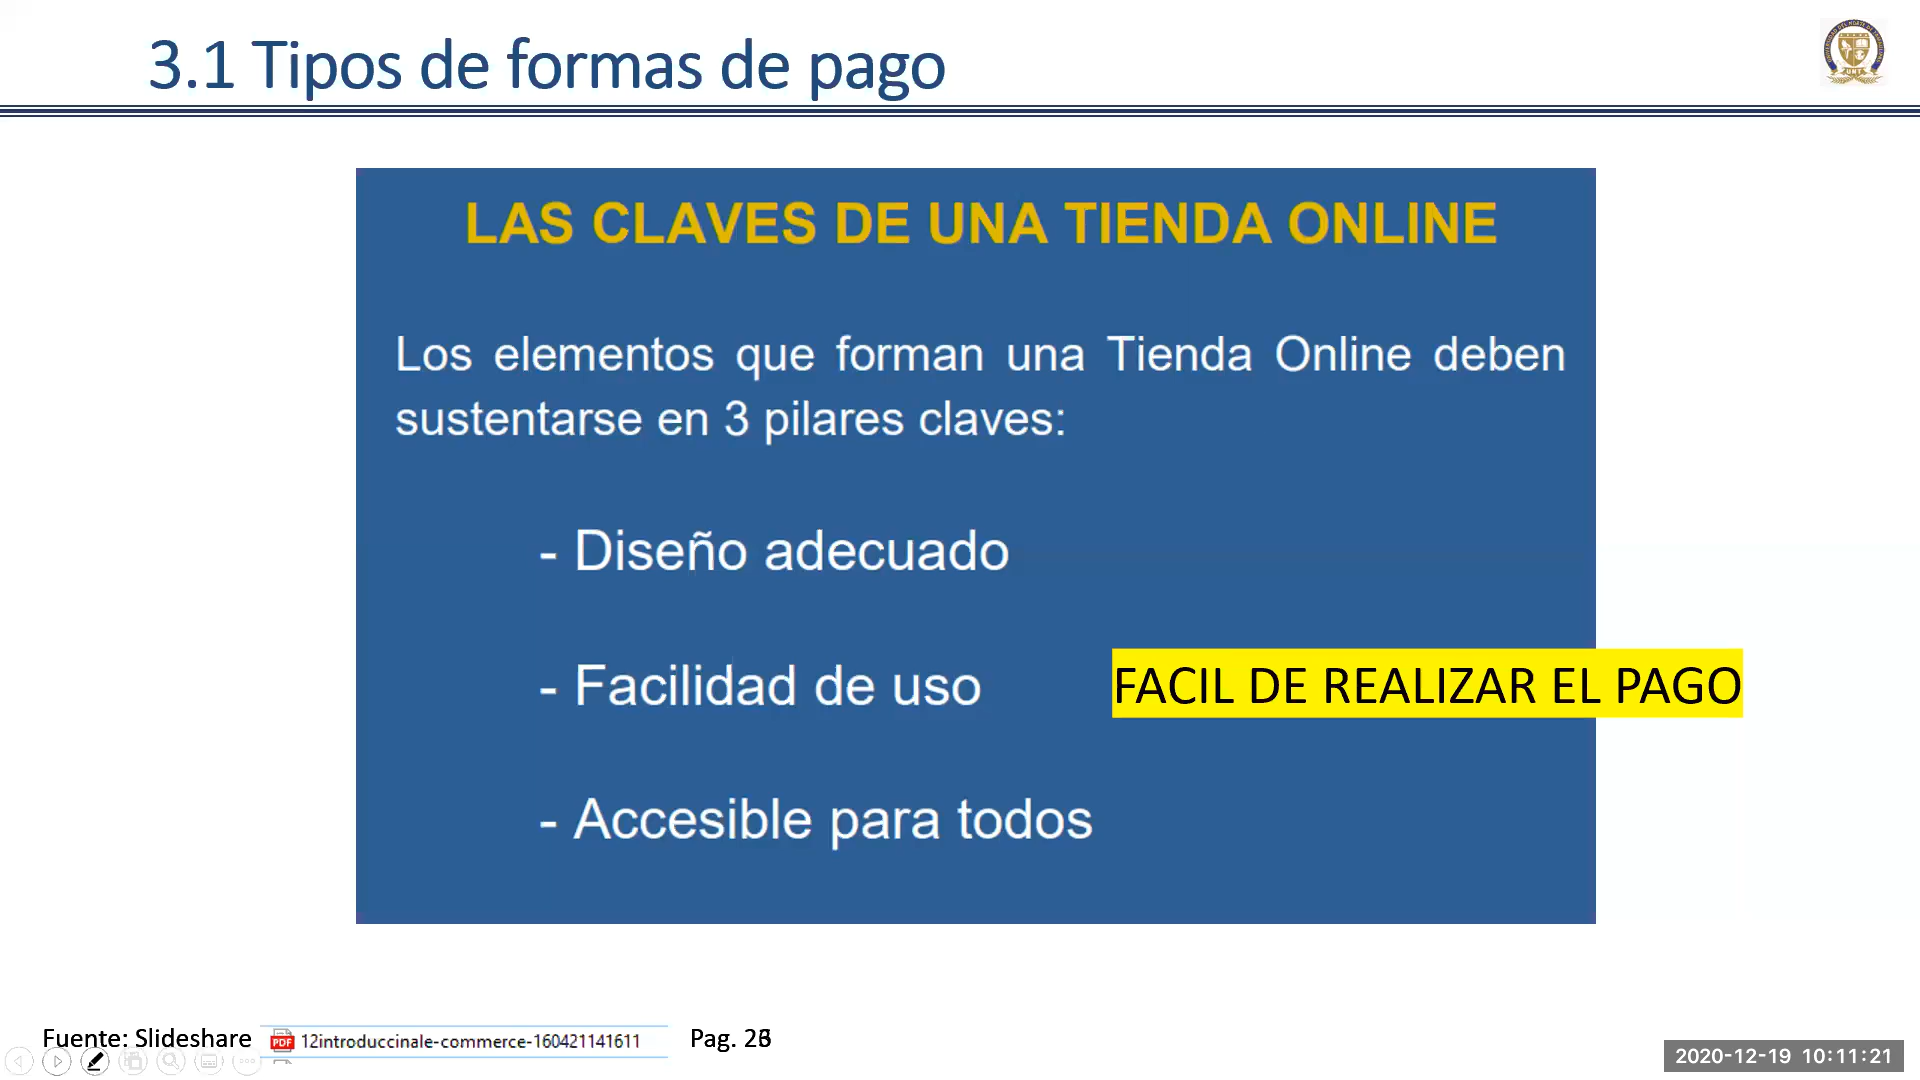 3.1 Tipos de formas de pago
LAS CLAVES DE UNA TIENDA ONLINE
Los elementos que forman una Tienda Online deben
sustentarse en 3 pilares claves:
- Diseño adecuado
- Facilidad de uso
FACIL DE REALIZAR EL PAGO
- Accesible para todos
Fuente: Slideshare
PDF 12introduccinale-commerce-160421141611
Pag.
2020-12-19 10:11:21